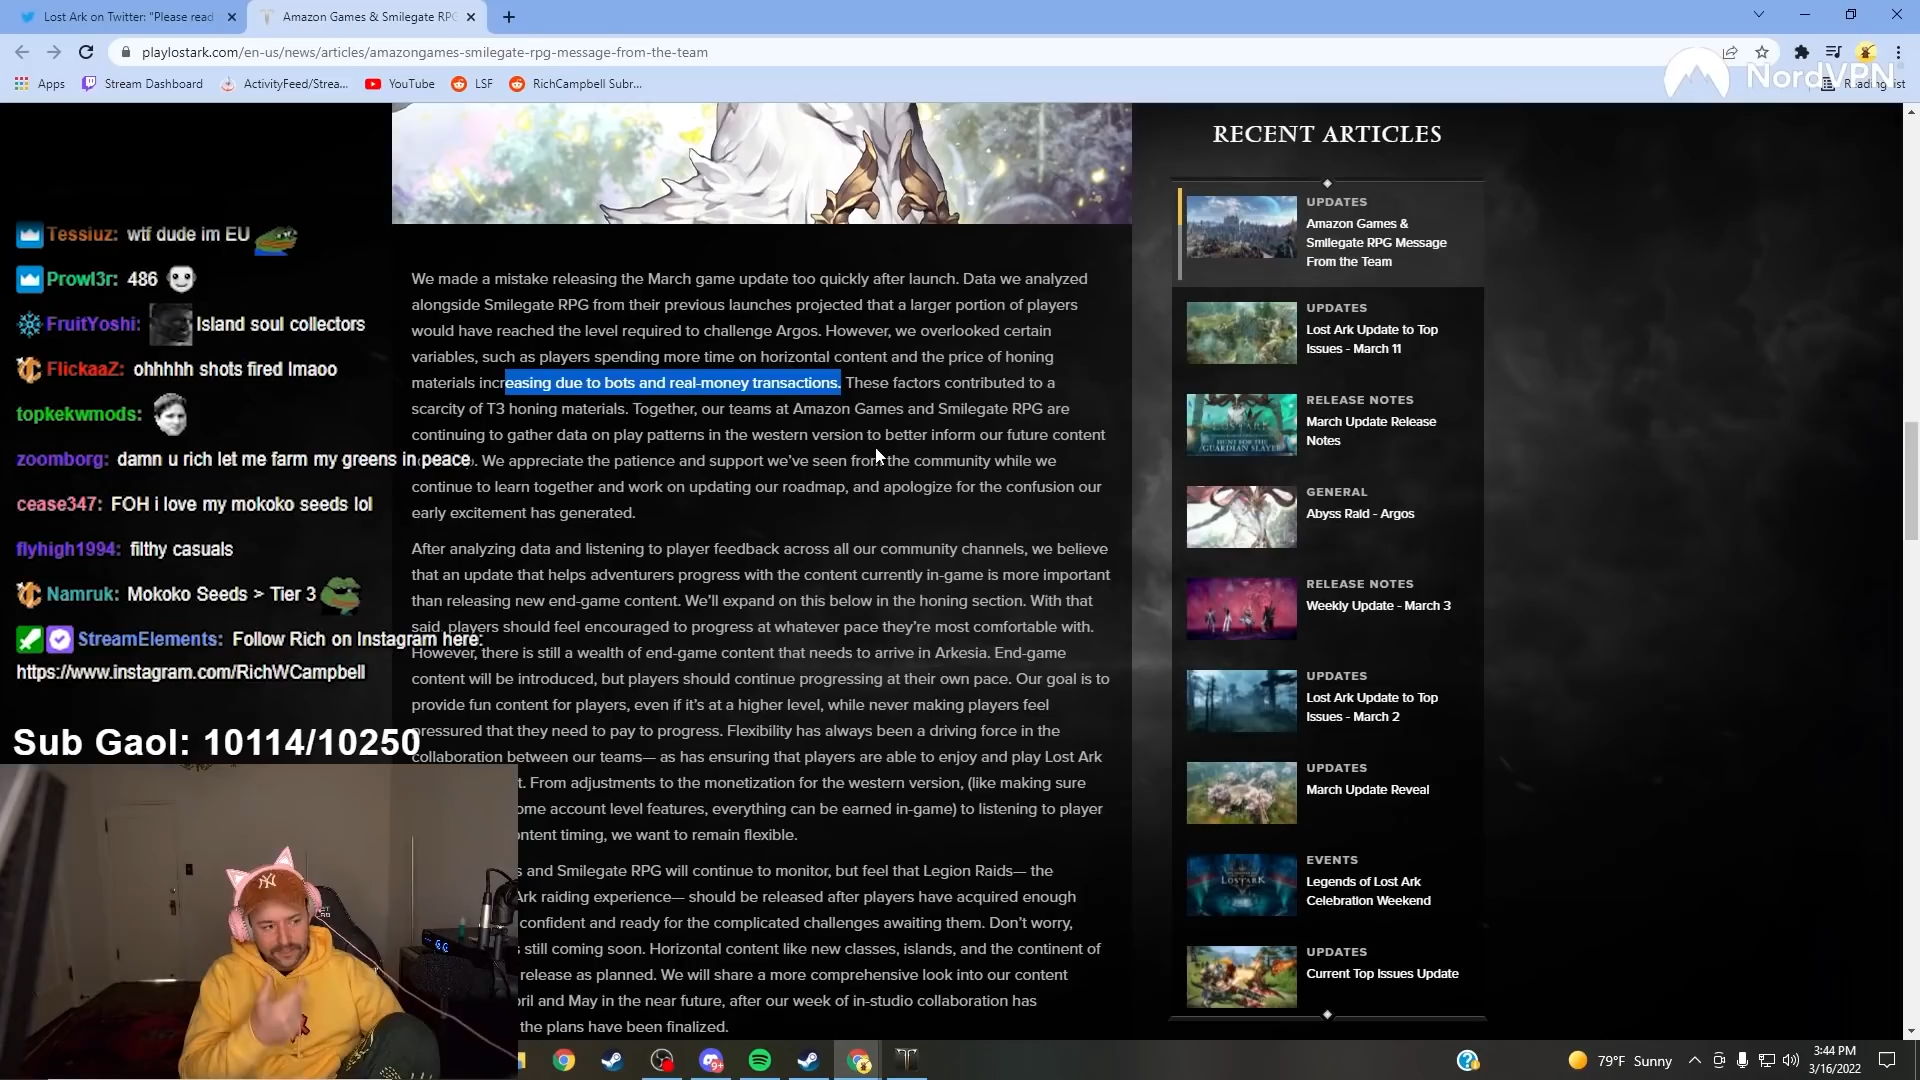 Lost Ark on Twitter: "Please read
Amazon Games & Smilegate RPG
playlostark.com/en-us/news/articles/amazongames-smilegate-rpg-message-from-the-team
Apps
Stream Dashboard
ActivityFeed/Strea...
YouTube
LSF
RichCampbell Subr...
NordVPN
Reading list
Tessiuz: wtf dude im EU
Prowl3r: 486
FruitYoshi: Island soul collectors
FlickaaZ: ohhhhh shots fired lmaoo
topkekwmods:
zoomborg: damn u rich let me farm my greens in peace
cease347: FOH i love my mokoko seeds lol
flyhigh1994: filthy casuals
Namruk: Mokoko Seeds > Tier 3
StreamElements: Follow Rich on Instagram here:
https://www.instagram.com/RichWCampbell
Sub Gaol: 10114/10250
We made a mistake releasing the March game update too quickly after launch. Data we analyzed
alongside Smilegate RPG from their previous launches projected that a larger portion of players
would have reached the level required to challenge Argos. However, we overlooked certain
variables, such as players spending more time on horizontal content and the price of honing
materials increasing due to bots and real-money transactions. These factors contributed to a
scarcity of T3 honing materials. Together, our teams at Amazon Games and Smilegate RPG are
continuing to gather data on play patterns in the western version to better inform our future content
. We appreciate the patience and support we've seen from the community while we
continue to learn together and work on updating our roadmap, and apologize for the confusion our
early excitement has generated.
After analyzing data and listening to player feedback across all our community channels, we believe
that an update that helps adventurers progress with the content currently in-game is more important
than releasing new end-game content. We'll expand on this below in the honing section. With that
said, players should feel encouraged to progress at whatever pace they're most comfortable with.
However, there is still a wealth of end-game content that needs to arrive in Arkesia. End-game
content will be introduced, but players should continue progressing at their own pace. Our goal is to
provide fun content for players, even if it's at a higher level, while never making players feel
pressured that they need to pay to progress. Flexibility has always been a driving force in the
collaboration between our teams— as has ensuring that players are able to enjoy and play Lost Ark
t. From adjustments to the monetization for the western version, (like making sure
ome account level features, everything can be earned in-game) to listening to player
ntent timing, we want to remain flexible.
s and Smilegate RPG will continue to monitor, but feel that Legion Raids— the
Ark raiding experience— should be released after players have acquired enough
confident and ready for the complicated challenges awaiting them. Don't worry,
s still coming soon. Horizontal content like new classes, islands, and the continent of
release as planned. We will share a more comprehensive look into our content
pril and May in the near future, after our week of in-studio collaboration has
the plans have been finalized.
RECENT ARTICLES
UPDATES
Amazon Games &
Smilegate RPG Message
From the Team
UPDATES
Lost Ark Update to Top
Issues - March 11
RELEASE NOTES
March Update Release
Notes
GENERAL
Abyss Raid - Argos
RELEASE NOTES
Weekly Update - March 3
UPDATES
Lost Ark Update to Top
Issues - March 2
UPDATES
March Update Reveal
EVENTS
Legends of Lost Ark
Celebration Weekend
UPDATES
Current Top Issues Update
79°F Sunny
3:44 PM
3/16/2022